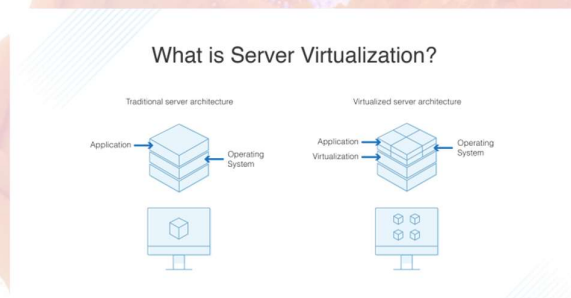 What is Server Virtualization?
Traditional server architecture
Application
Operating
System
Virtualized server architecture
Application
Virtualization
Operating
System